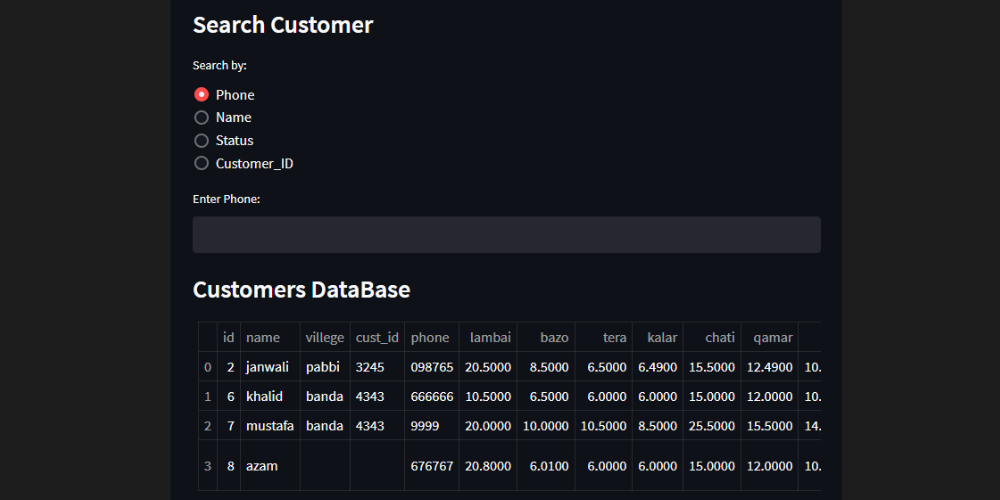 Search Customer
Search by:
Phone
Name
Status
Customer_ID
Enter Phone:
Customers DataBase
id name villege cust_id phone lambai bazo tera kalar chati qamar
0 2 janwali pabbi 3245 098765 20.5000 8.5000 6.5000 6.4900 15.5000 12.4900 10.
1 6 khalid banda 4343 666666 10.5000 6.5000 6.0000 6.0000 15.0000 12.0000 10.
2 7 mustafa banda 4343 9999 20.0000 10.0000 10.5000 8.5000 25.5000 15.5000 14.
3 8 azam 676767 20.8000 6.0100 6.0000 6.0000 15.0000 12.0000 10.